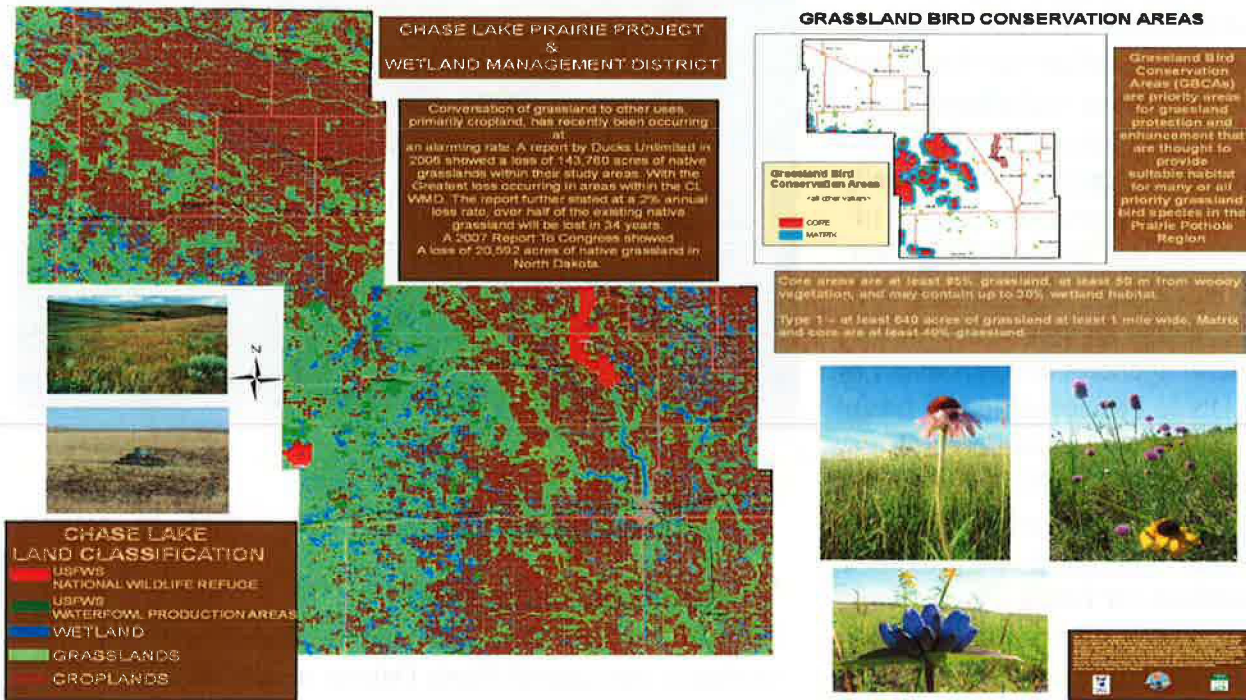 CHASE LAKE PRAIRIE PROJECT
&
WETLAND MANAGEMENT DISTRICT
Conversation of grassland to other uses
primarily cropland, has recently been occurring
at
an alarming rate. A report by Ducks Unlimited in
2006 showed a loss of 143,760 acres of native
grasslands within their study areas. With the
Greatest loss occurring in areas within the CL
WMD. The report further stated at a 2% annual
loss rate, over half of the existing native
grassland will be lost in 34 years.
A 2007 Report To Congress showed
A loss of 20,592 acres of native grassland in
North Dakota.
GRASSLAND BIRD CONSERVATION AREAS
Grassland Bird
Conservation Areas
<all other values>
CORE
MATRIX
Grassland Bird
Conservation
Areas (GBCAs)
are priority areas
for grassland
protection and
enhancement that
are thought to
provide
suitable habitat
for many or all
priority grassland
bird species in the
Prairie Pothole
Region
Core areas are at least 95% grassland, at least 50 m from woody
vegetation, and may contain up to 30% wetland habitat.
Type 1 – at least 640 acres of grassland at least 1 mile wide. Matrix
and core are at least 40% grassland
N
CHASE LAKE
LAND CLASSIFICATION
USFWS
NATIONAL WILDLIFE REFUGE
USFWS
WATERFOWL PRODUCTION AREAS
WETLAND
GRASSLANDS
CROPLANDS